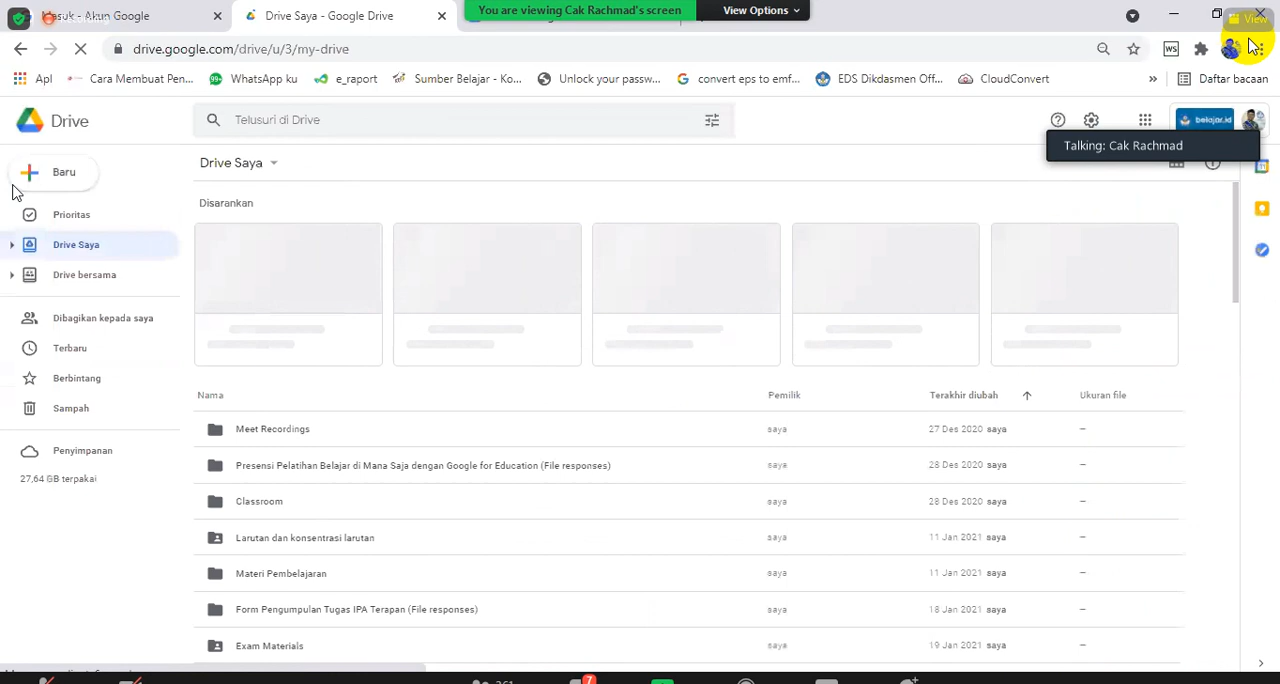 Masuk - Akun Google
Drive Saya - Google Drive
You are viewing Cak Rachmad's screen
View Options
View
drive.google.com/drive/u/3/my-drive
WS
Apl
Cara Membuat Pen...
99+
WhatsApp ku
e_raport
Sumber Belajar - Ko...
Unlock your passw...
convert eps to emf...
EDS Dikdasmen Off...
CloudConvert
Daftar bacaan
Drive
Telusuri di Drive
belajar.id
Talking: Cak Rachmad
Baru
Drive Saya
Prioritas
Drive Saya
Drive bersama
Dibagikan kepada saya
Terbaru
Berbintang
Sampah
Penyimpanan
27,64 GB terpakai
Disarankan
Nama Pemilik Terakhir diubah Ukuran file
Meet Recordings saya 27 Des 2020 saya –
Presensi Pelatihan Belajar di Mana Saja dengan Google for Education (File responses) saya 28 Des 2020 saya –
Classroom saya 28 Des 2020 saya –
Larutan dan konsentrasi larutan saya 11 Jan 2021 saya –
Materi Pembelajaran saya 11 Jan 2021 saya –
Form Pengumpulan Tugas IPA Terapan (File responses) saya 18 Jan 2021 saya –
Exam Materials saya 19 Jan 2021 saya –
7